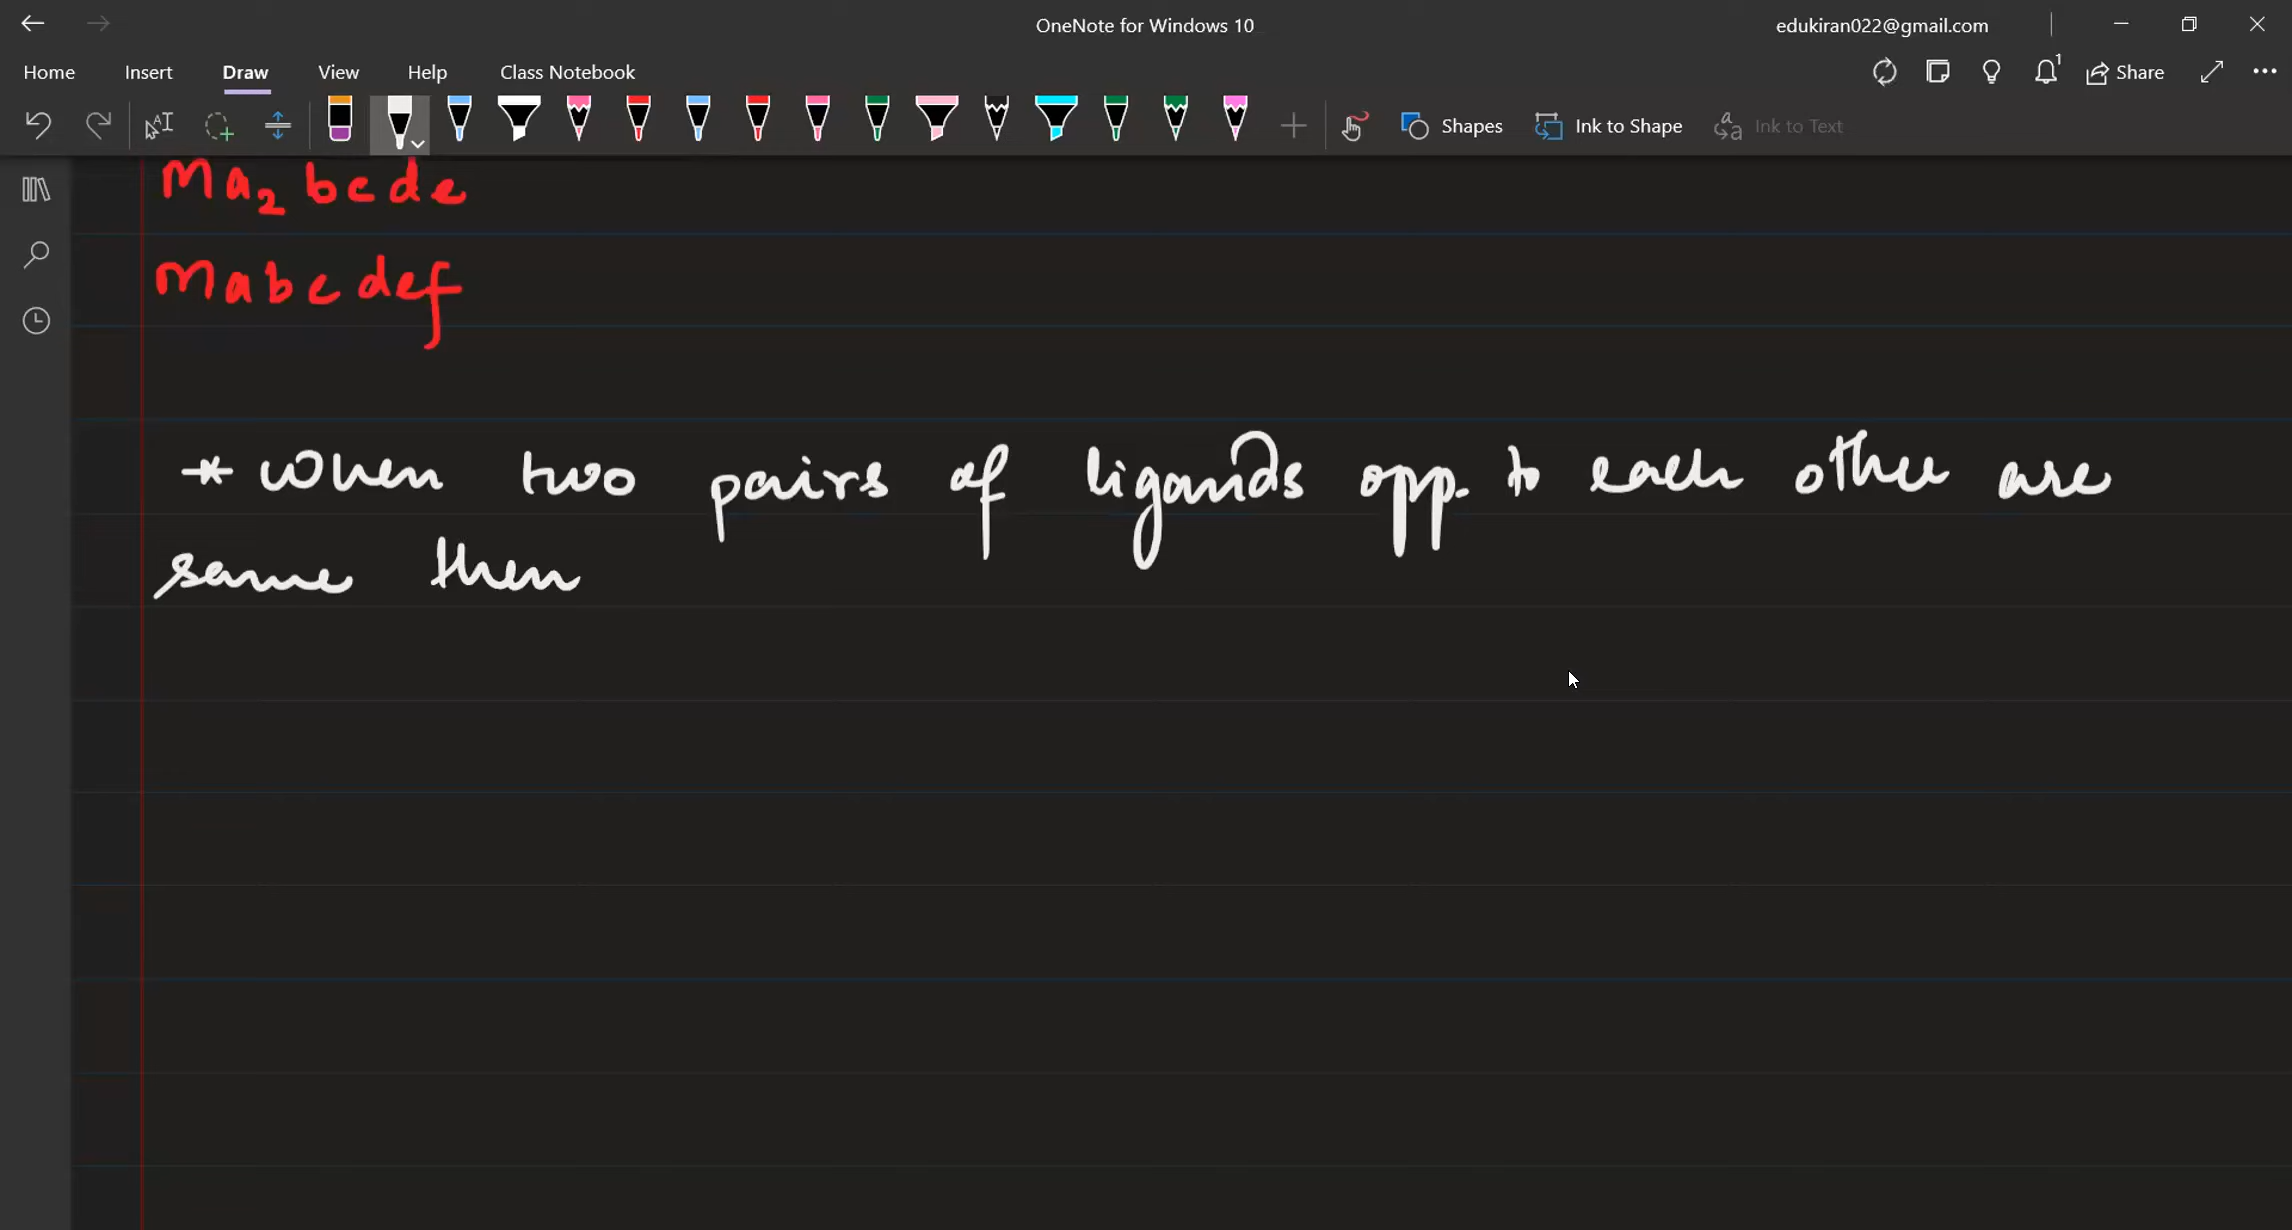 OneNote for Windows 10
edukiran022@gmail.com
Home Insert Draw View Help Class Notebook
Share
Shapes Ink to Shape Ink to Text
Ma₂bcde
Mabcdef
* when two pairs of ligands opp. to each other are
same then